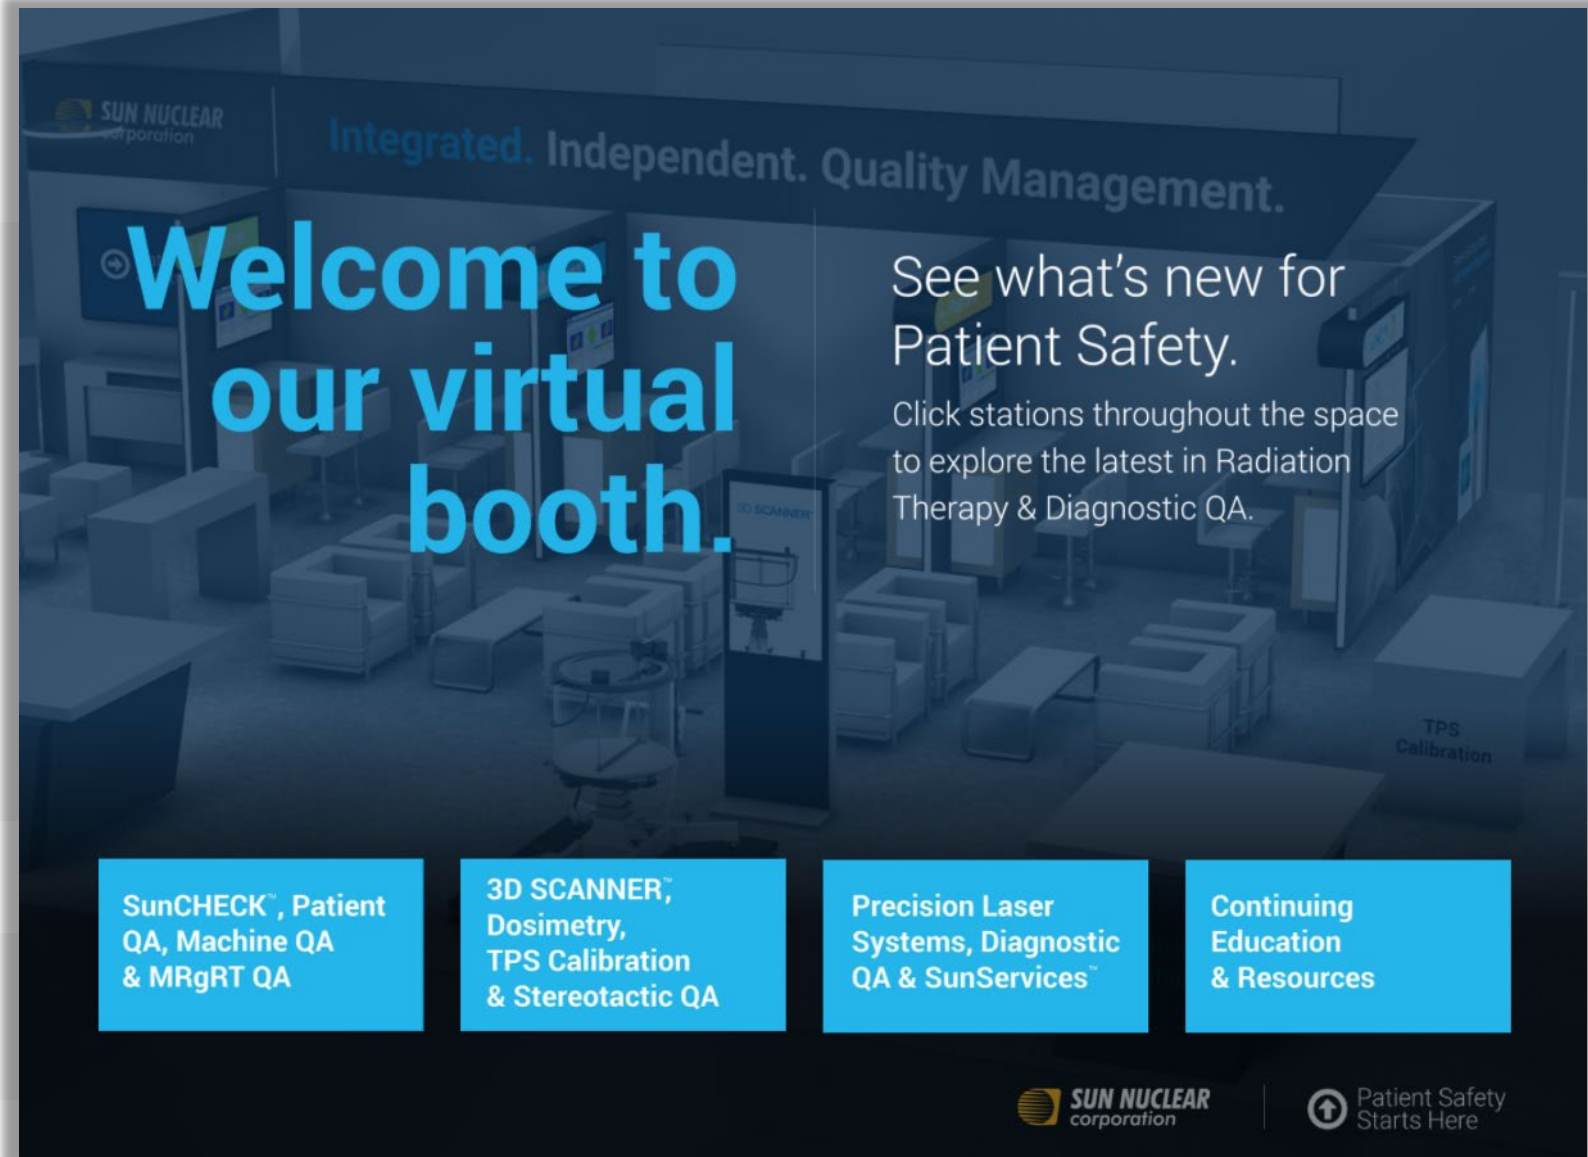 SUN NUCLEAR
corporation
Integrated. Independent. Quality Management.
Welcome to
our virtual
booth.
See what's new for
Patient Safety.
Click stations throughout the space
to explore the latest in Radiation
Therapy & Diagnostic QA.
3D SCANNER™
TPS
Calibration
SunCHECK™, Patient
QA, Machine QA
& MRgRT QA
3D SCANNER™,
Dosimetry,
TPS Calibration
& Stereotactic QA
Precision Laser
Systems, Diagnostic
QA & SunServices™
Continuing
Education
& Resources
SUN NUCLEAR
corporation
Patient Safety
Starts Here